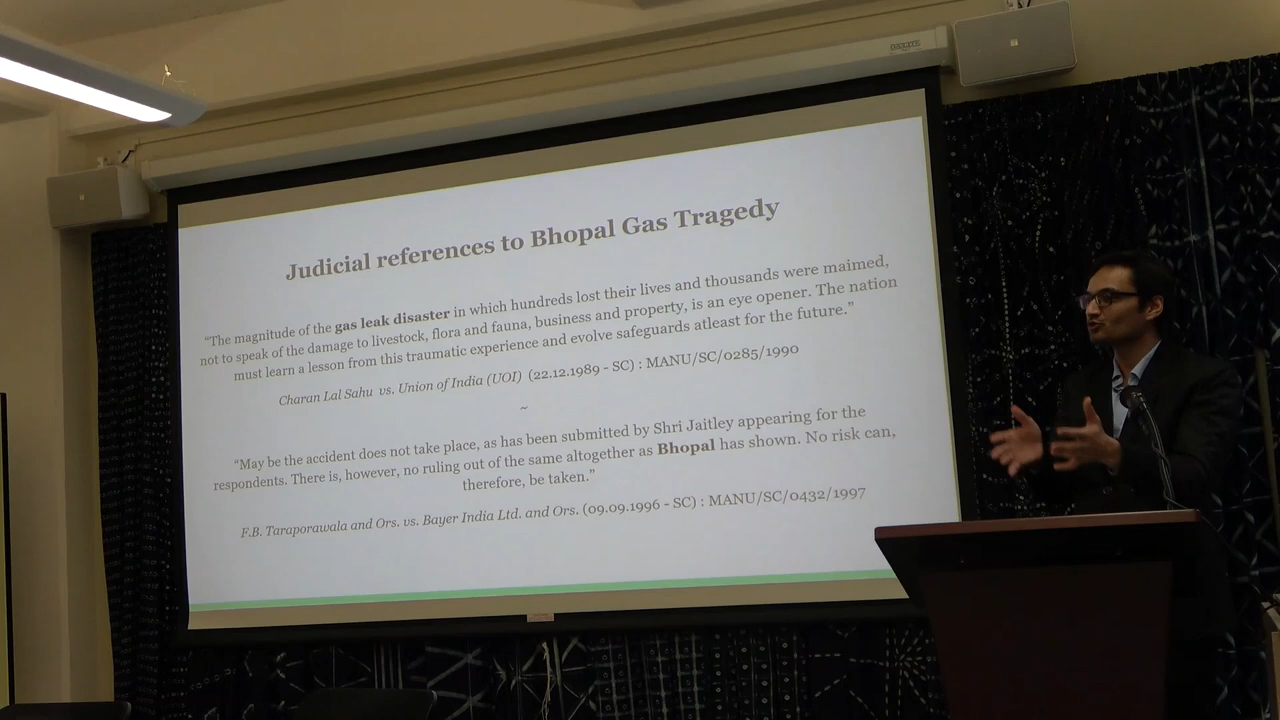 Judicial references to Bhopal Gas Tragedy
“The magnitude of the gas leak disaster in which hundreds lost their lives and thousands were maimed,
not to speak of the damage to livestock, flora and fauna, business and property, is an eye opener. The nation
must learn a lesson from this traumatic experience and evolve safeguards atleast for the future.”
Charan Lal Sahu vs. Union of India (UOI) (22.12.1989 - SC) : MANU/SC/0285/1990
~
“May be the accident does not take place, as has been submitted by Shri Jaitley appearing for the
respondents. There is, however, no ruling out of the same altogether as Bhopal has shown. No risk can,
therefore, be taken.”
F.B. Taraporawala and Ors. vs. Bayer India Ltd. and Ors. (09.09.1996 - SC) : MANU/SC/0432/1997